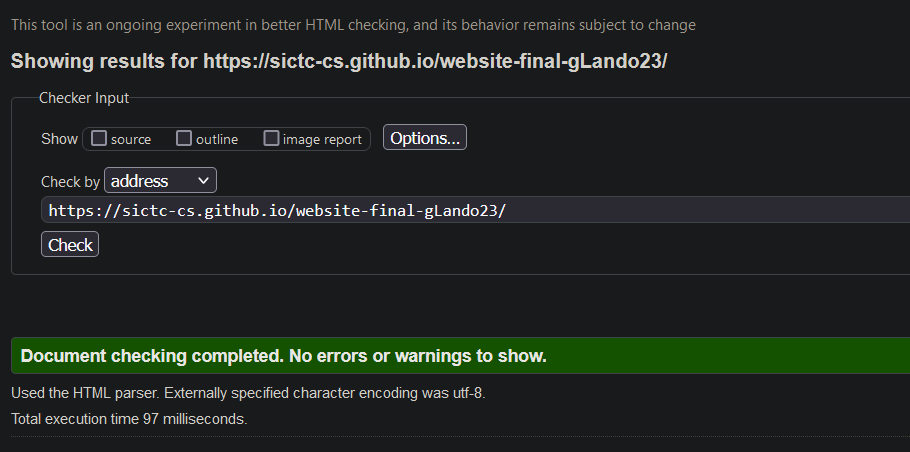 This tool is an ongoing experiment in better HTML checking, and its behavior remains subject to change
Showing results for https://sictc-cs.github.io/website-final-gLando23/
Checker Input
Show source outline image report Options...
Check by address
https://sictc-cs.github.io/website-final-gLando23/
Check
Document checking completed. No errors or warnings to show.
Used the HTML parser. Externally specified character encoding was utf-8.
Total execution time 97 milliseconds.